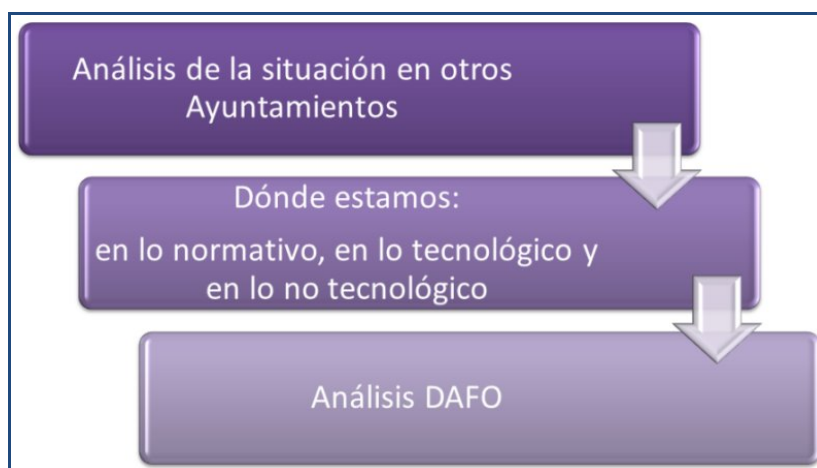 Análisis de la situación en otros
Ayuntamientos
Dónde estamos:
en lo normativo, en lo tecnológico y
en lo no tecnológico
Análisis DAFO